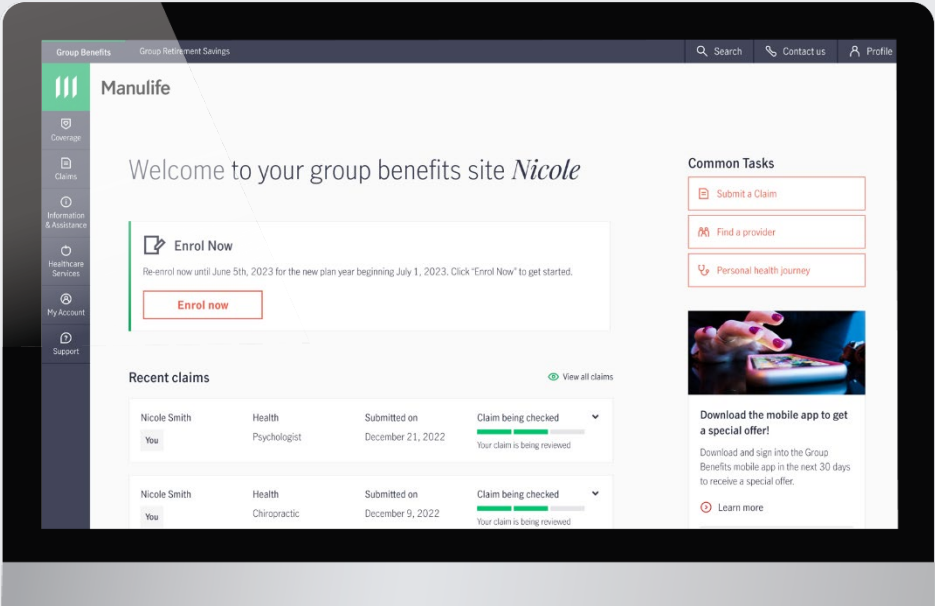 Group Benefits
Group Retirement Savings
Search
Contact us
Profile
Manulife
Coverage
Claims
Information
& Assistance
Healthcare
Services
My Account
Support
Welcome to your group benefits site Nicole
Enrol Now
Re-enrol now until June 5th, 2023 for the new plan year beginning July 1, 2023. Click "Enrol Now" to get started.
Enrol now
Recent claims
View all claims
Nicole Smith
You
Health
Psychologist
Submitted on
December 21, 2022
Claim being checked
Your claim is being reviewed
Nicole Smith
You
Health
Chiropractic
Submitted on
December 9, 2022
Claim being checked
Your claim is being reviewed
Common Tasks
Submit a Claim
Find a provider
Personal health journey
Download the mobile app to get
a special offer!
Download and sign into the Group
Benefits mobile app in the next 30 days
to receive a special offer.
Learn more